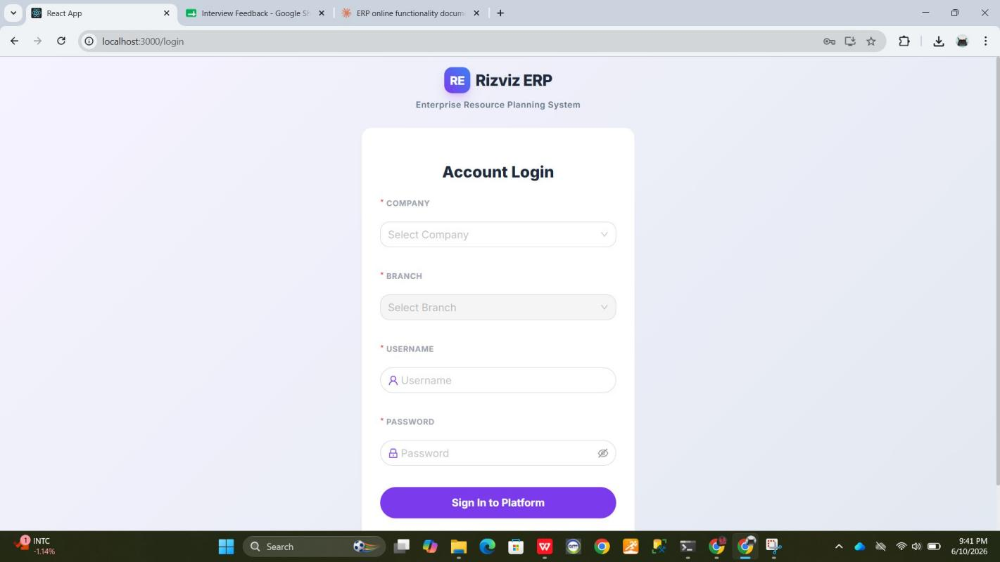 React App
Interview Feedback - Google Sh
ERP online functionality docum
localhost:3000/login
RE Rizviz ERP
Enterprise Resource Planning System
Account Login
* COMPANY
Select Company
* BRANCH
Select Branch
* USERNAME
Username
* PASSWORD
Password
Sign In to Platform
1
INTC
-1.14%
Search
9:41 PM
6/10/2026